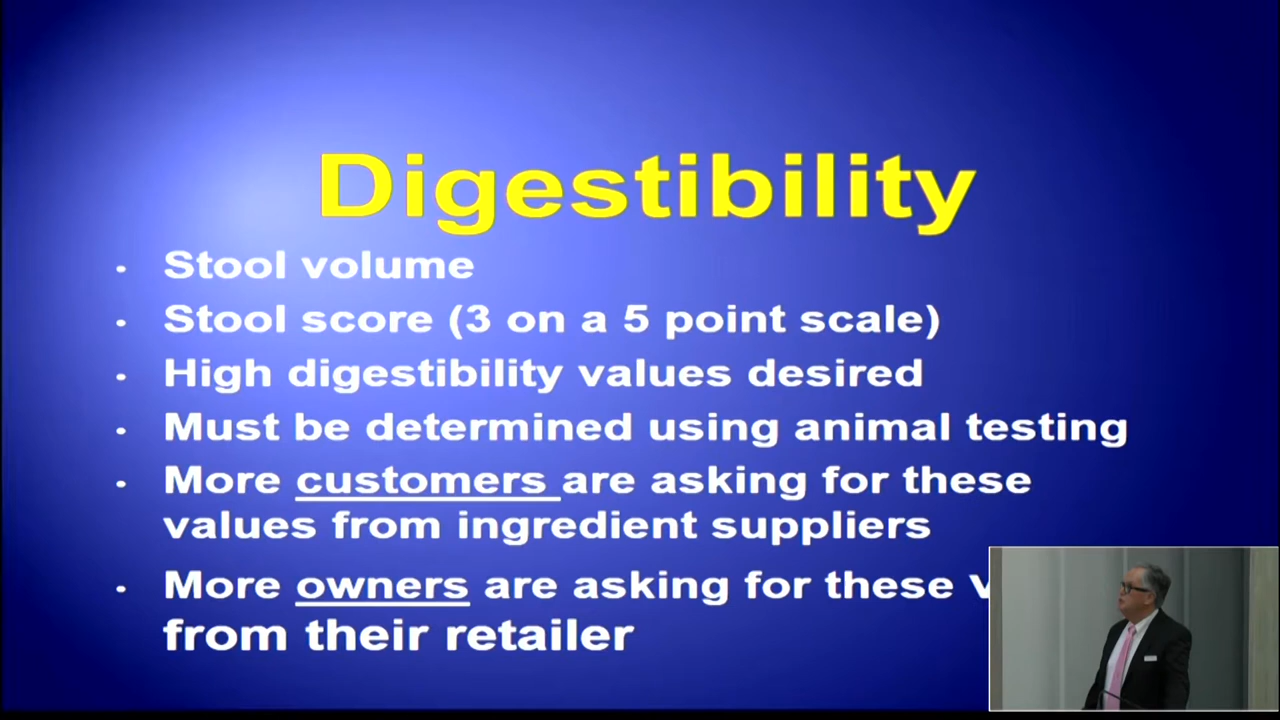 Digestibility
• Stool volume
• Stool score (3 on a 5 point scale)
• High digestibility values desired
• Must be determined using animal testing
• More customers are asking for these
values from ingredient suppliers
• More owners are asking for these
from their retailer